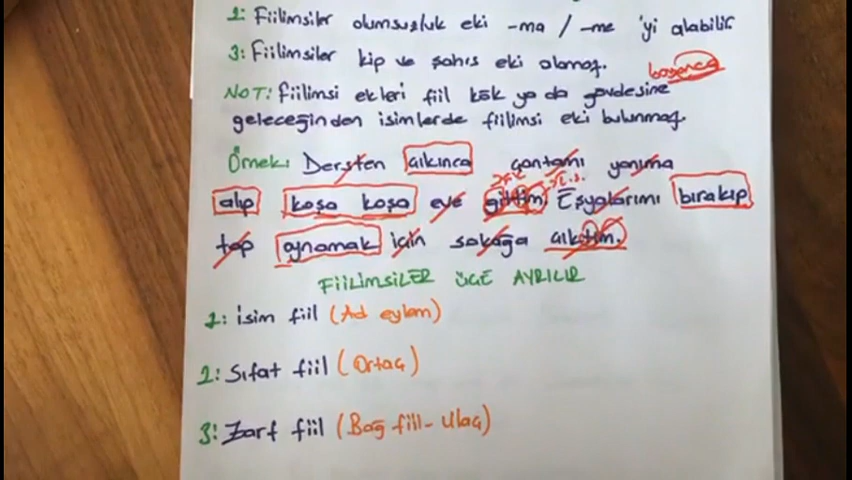 2: Fiilimsiler olumsuzluk eki -ma / -me 'yi alabilir.
3: Fiilimsiler kip ve şahıs eki alamaz.
NOT: Fiilimsi ekleri fiil kök ya da gövdesine
geleceğinden isimlerde fiilimsi eki bulunmaz.
Örnek: Dersten çıkınca çantamı yanıma
alıp koşa koşa eve gittim. Eşyalarımı bırakıp
top oynamak için sokağa çıktım.
FİİLİMSİLER ÜÇE AYRILIR
1: İsim fiil (Ad eylem)
2: Sıfat fiil (Ortaç)
3: Zarf fiil (Bağ fiil - Ulaç)